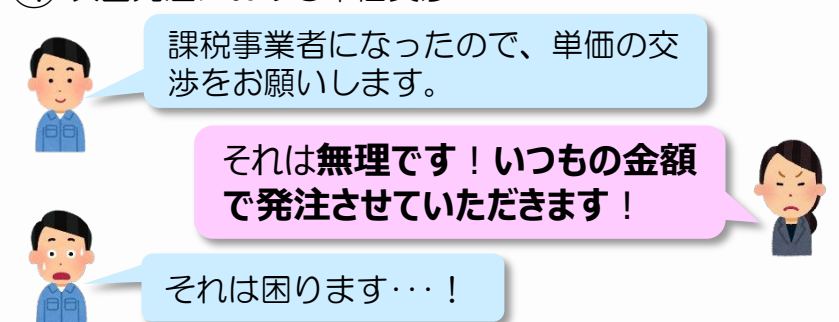 課税事業者になったので、単価の交
渉をお願いします。
それは無理です！いつもの金額
で発注させていただきます！
それは困ります･･･！